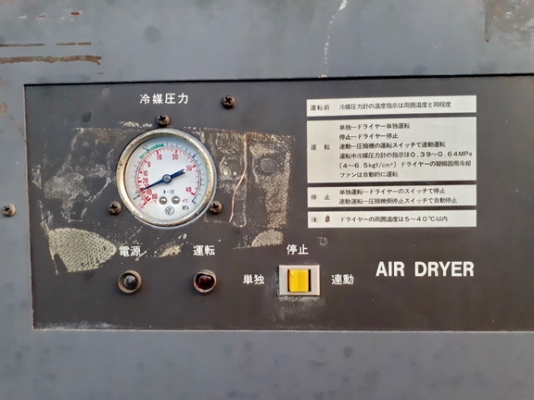 冷媒圧力
運転前 冷媒圧力計の温度指示は周囲温度と同程度
運転 単独―ドライヤー単独運転
停止―ドライヤー停止
連動―圧縮機の運転スイッチで連動運転
運転中冷媒圧力計の指示は0.39~0.64MPa
(4~6.5kgf/cm²)ドライヤーの凝縮器用冷却
ファンは自動的に運転
停止 単独運転―ドライヤーのスイッチで停止
連動運転―圧縮機側停止スイッチで自動停止
注意 ドライヤーの周囲温度は5~40℃以内
電源 運転 停止
単独 連動
AIR DRYER